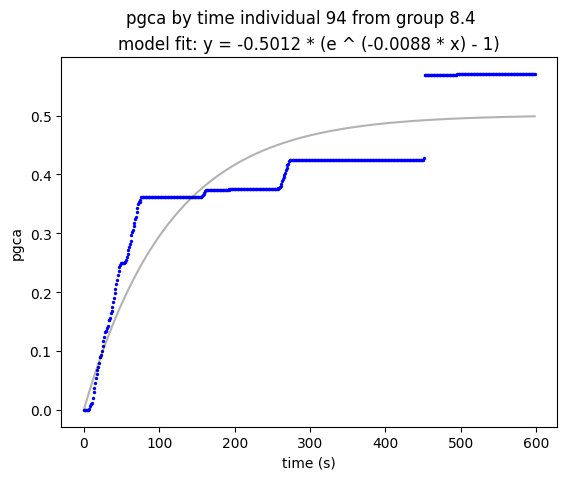 pgca by time individual 94 from group 8.4
model fit: y = -0.5012 * (e ^ (-0.0088 * x) - 1)
0.5
0.4
0.3
0.2
0.1
0.0
pgca
0 100 200 300 400 500 600
time (s)